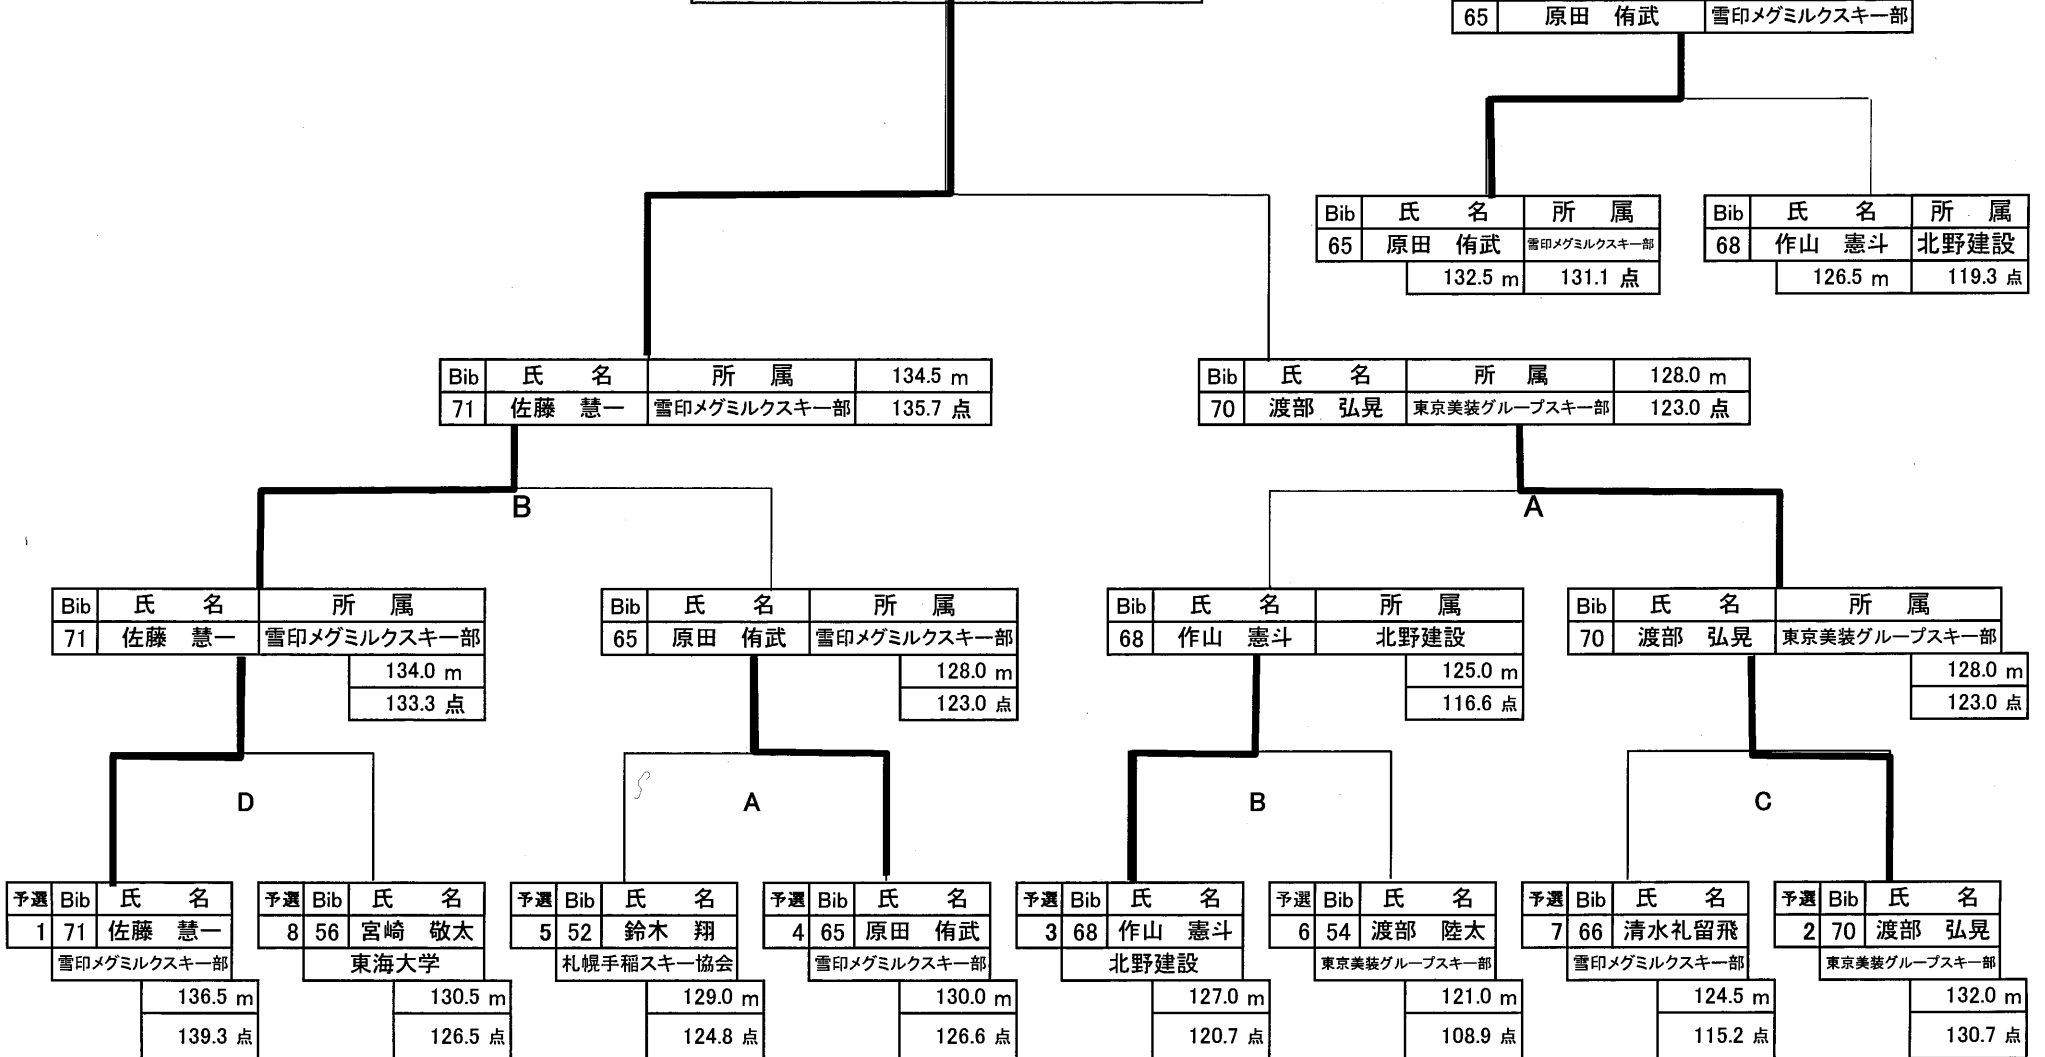 65 原田 侑武 雪印メグミルクスキー部
Bib 氏 名 所 属 Bib 氏 名 所 属
65 原田 侑武 雪印メグミルクスキー部 68 作山 憲斗 北野建設
132.5 m 131.1 点 126.5 m 119.3 点
Bib 氏 名 所 属 134.5 m Bib 氏 名 所 属 128.0 m
71 佐藤 慧一 雪印メグミルクスキー部 135.7 点 70 渡部 弘晃 東京美装グループスキー部 123.0 点
B A
Bib 氏 名 所 属 Bib 氏 名 所 属 Bib 氏 名 所 属 Bib 氏 名 所 属
71 佐藤 慧一 雪印メグミルクスキー部 65 原田 侑武 雪印メグミルクスキー部 68 作山 憲斗 北野建設 70 渡部 弘晃 東京美装グループスキー部
134.0 m 128.0 m 125.0 m 128.0 m
133.3 点 123.0 点 116.6 点 123.0 点
D A B C
予選 Bib 氏 名 予選 Bib 氏 名 予選 Bib 氏 名 予選 Bib 氏 名 予選 Bib 氏 名 予選 Bib 氏 名 予選 Bib 氏 名 予選 Bib 氏 名
1 71 佐藤 慧一 8 56 宮崎 敬太 5 52 鈴木 翔 4 65 原田 侑武 3 68 作山 憲斗 6 54 渡部 陸太 7 66 清水礼留飛 2 70 渡部 弘晃
雪印メグミルクスキー部 東海大学 札幌手稲スキー協会 雪印メグミルクスキー部 北野建設 東京美装グループスキー部 雪印メグミルクスキー部 東京美装グループスキー部
136.5 m 130.5 m 129.0 m 130.0 m 127.0 m 121.0 m 124.5 m 132.0 m
139.3 点 126.5 点 124.8 点 126.6 点 120.7 点 108.9 点 115.2 点 130.7 点